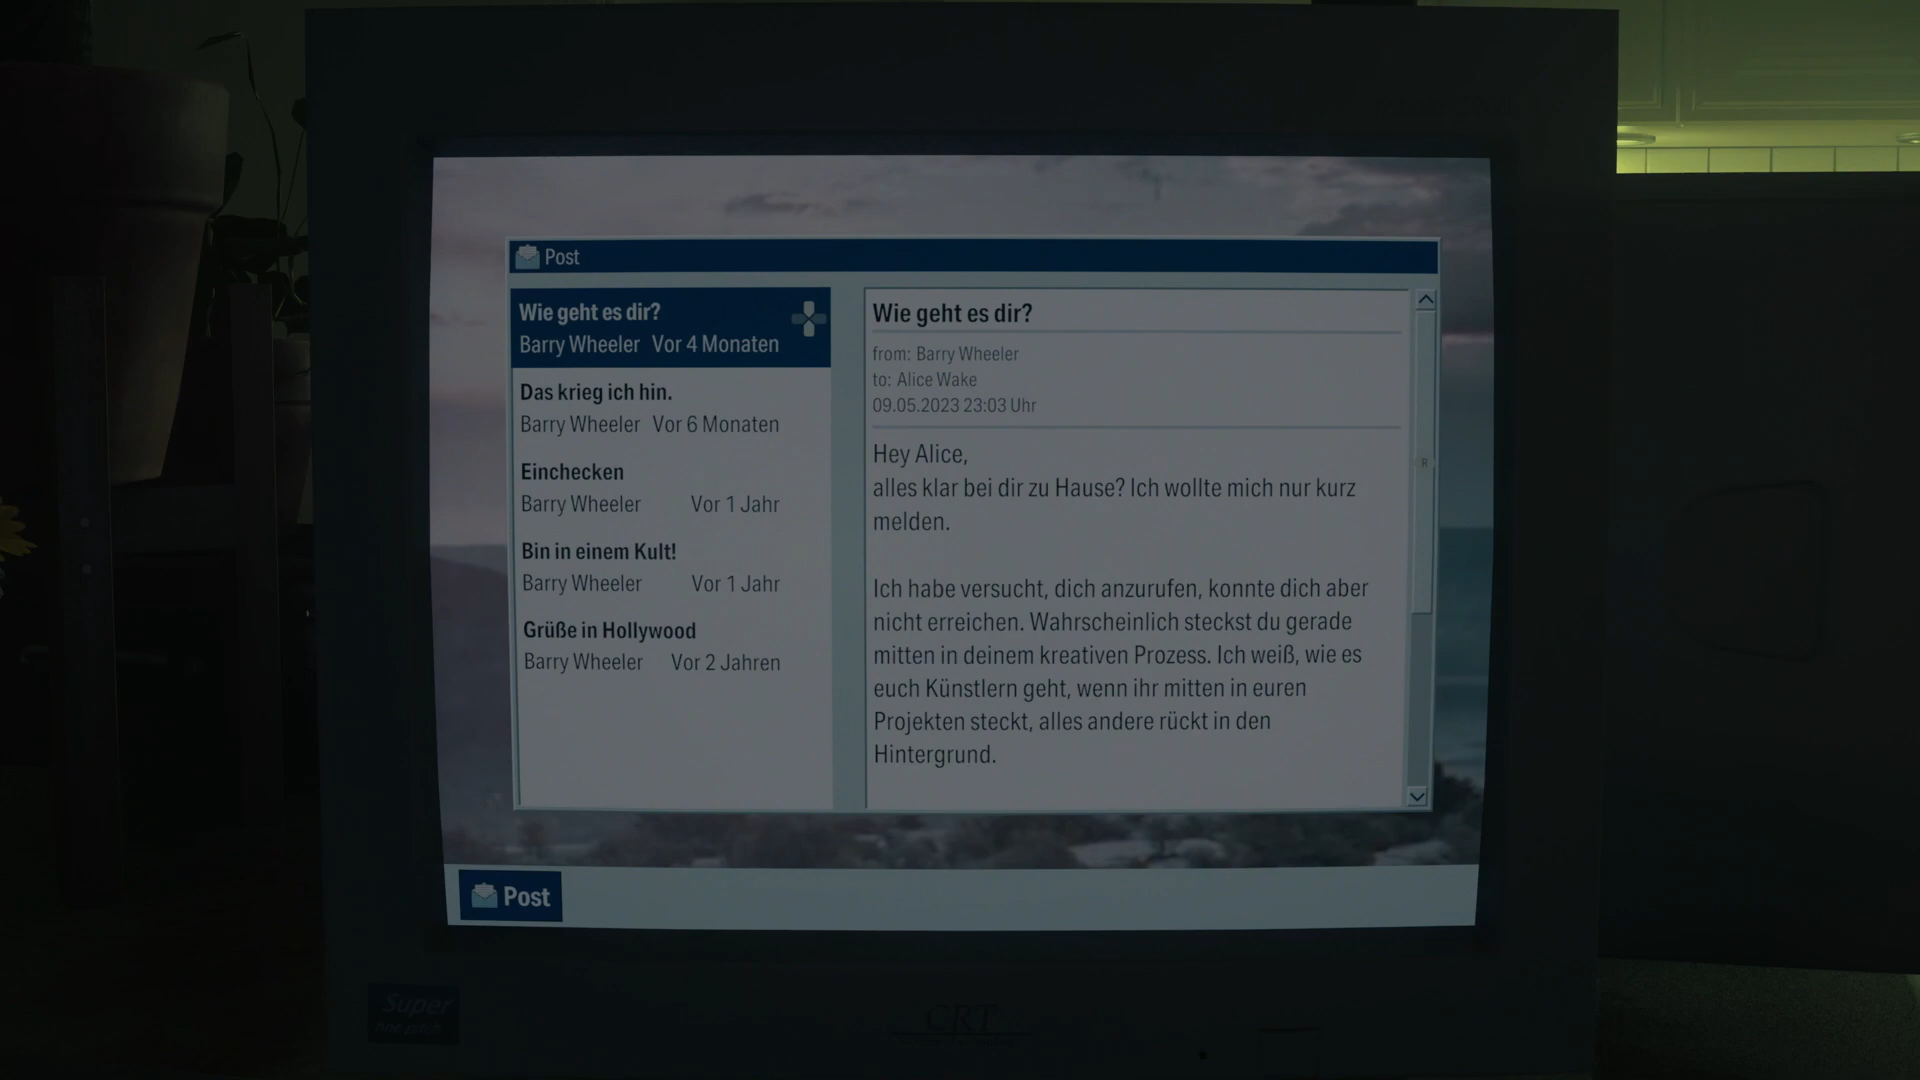 Post
Wie geht es dir?
Barry Wheeler Vor 4 Monaten
Das krieg ich hin.
Barry Wheeler Vor 6 Monaten
Einchecken
Barry Wheeler Vor 1 Jahr
Bin in einem Kult!
Barry Wheeler Vor 1 Jahr
Grüße in Hollywood
Barry Wheeler Vor 2 Jahren
Wie geht es dir?
from: Barry Wheeler
to: Alice Wake
09.05.2023 23:03 Uhr
Hey Alice,
alles klar bei dir zu Hause? Ich wollte mich nur kurz
melden.
Ich habe versucht, dich anzurufen, konnte dich aber
nicht erreichen. Wahrscheinlich steckst du gerade
mitten in deinem kreativen Prozess. Ich weiß, wie es
euch Künstlern geht, wenn ihr mitten in euren
Projekten steckt, alles andere rückt in den
Hintergrund.
R
Post
Super
CRT